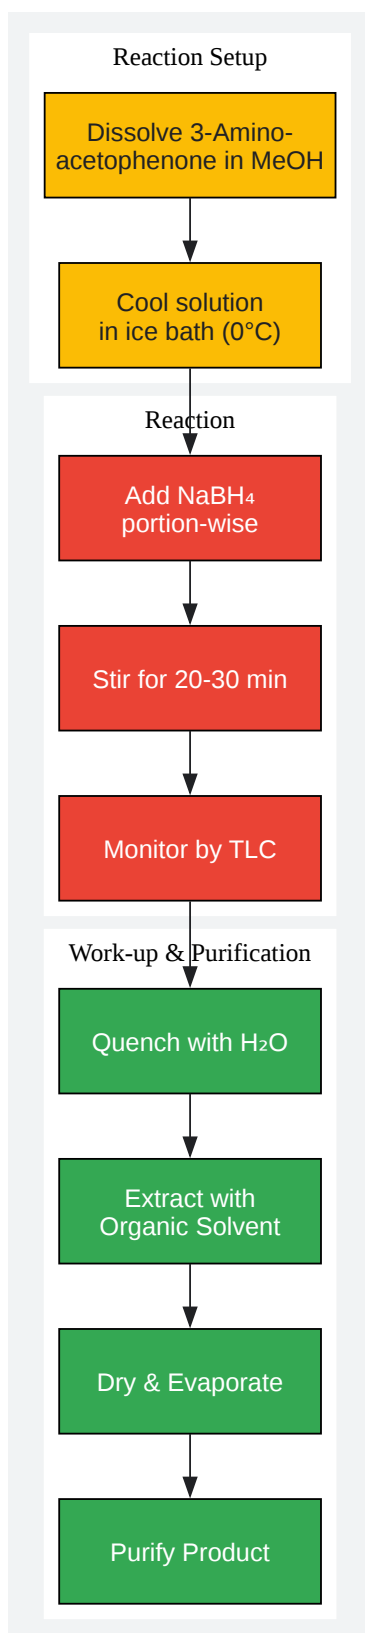 Reaction Setup
Dissolve 3-Amino-
acetophenone in MeOH
Cool solution
in ice bath (0°C)
Reaction
Add NaBH₄
portion-wise
Stir for 20-30 min
Monitor by TLC
Work-up & Purification
Quench with H₂O
Extract with
Organic Solvent
Dry & Evaporate
Purify Product